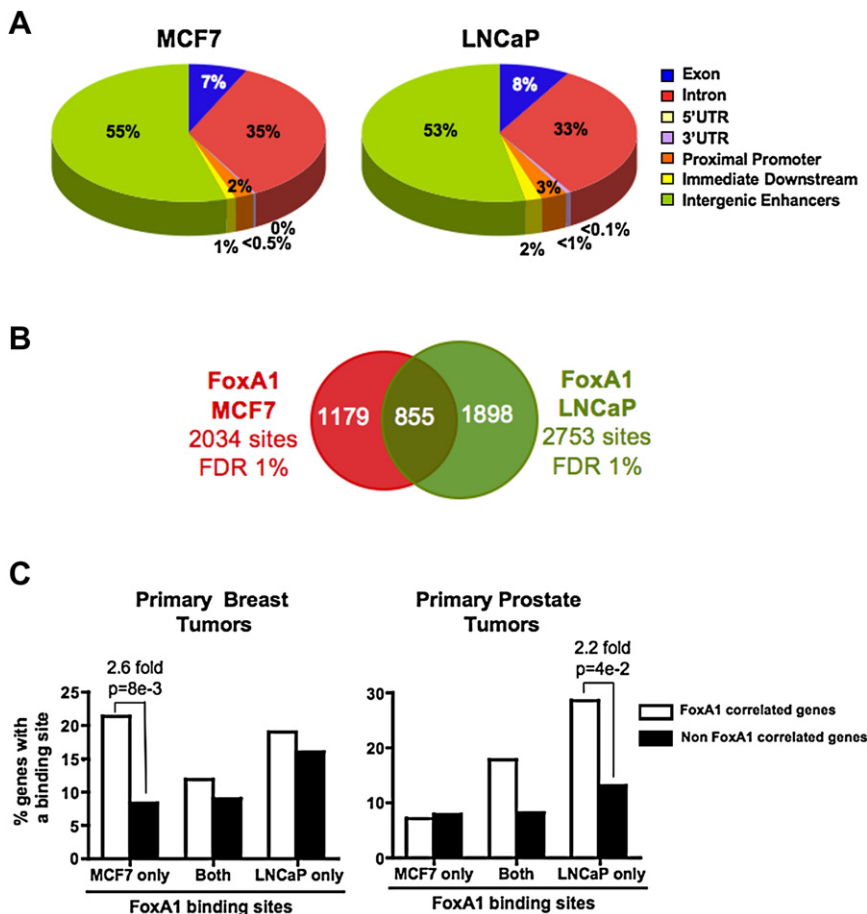 A
MCF7
LNCaP
7%
55%
35%
2%
0%
<0.5%
1%
8%
53%
33%
3%
<0.1%
<1%
2%
Exon
Intron
5'UTR
3'UTR
Proximal Promoter
Immediate Downstream
Intergenic Enhancers
B
FoxA1
MCF7
2034 sites
FDR 1%
1179
855
1898
FoxA1
LNCaP
2753 sites
FDR 1%
C
Primary Breast
Tumors
2.6 fold
p=8e-3
% genes with
a binding site
25
20
15
10
5
0
MCF7 only
Both
LNCaP only
FoxA1 binding sites
Primary Prostate
Tumors
2.2 fold
p=4e-2
30
20
10
0
MCF7 only
Both
LNCaP only
FoxA1 binding sites
FoxA1 correlated genes
Non FoxA1 correlated genes